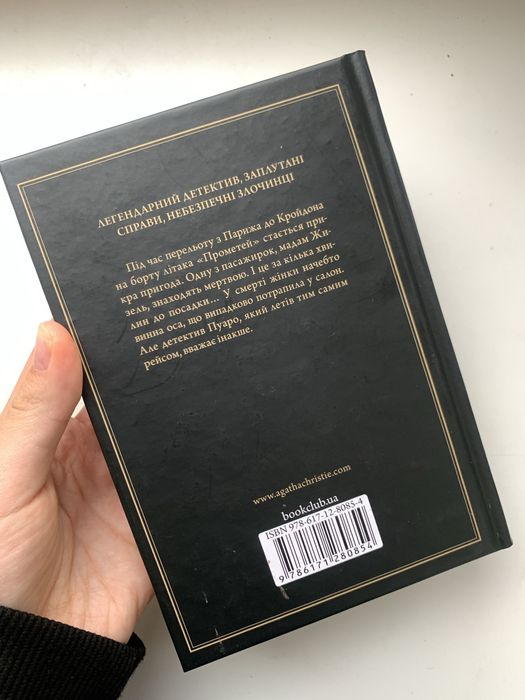 ЛЕГЕНДАРНИЙ ДЕТЕКТИВ, ЗАПЛУТАНІ
СПРАВИ, НЕБЕЗПЕЧНІ ЗЛОЧИНЦІ
Під час перельоту з Парижа до Кройдона
на борту літака «Прометей» стається при-
кра пригода. Одну з пасажирок, мадам Жи-
зель, знаходять мертвою. І це за кілька хви-
лин до посадки... У смерті жінки начебто
винна оса, що випадково потрапила у салон.
Але детектив Пуаро, який летів тим самим
рейсом, вважає інакше.
www.agathachristie.com
bookclub.ua
ISBN 978-617-12-8085-4
9 786171 280854